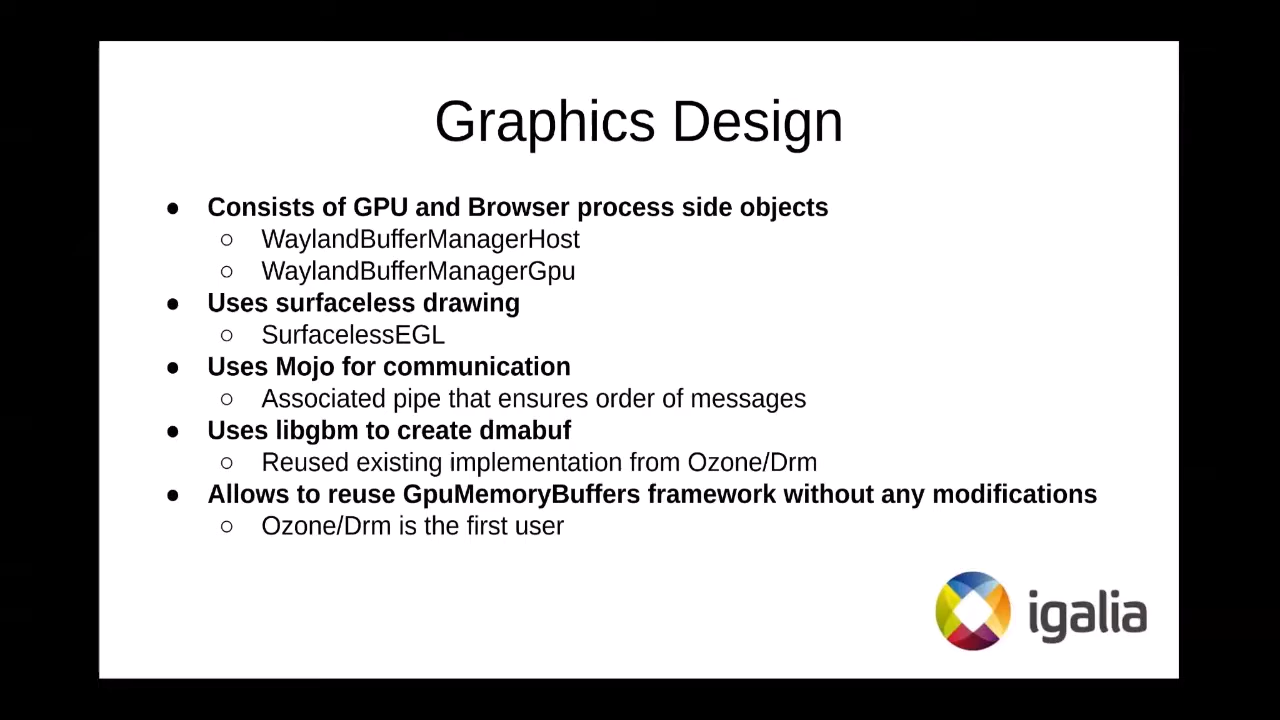 Graphics Design
● Consists of GPU and Browser process side objects
○ WaylandBufferManagerHost
○ WaylandBufferManagerGpu
● Uses surfaceless drawing
○ SurfacelessEGL
● Uses Mojo for communication
○ Associated pipe that ensures order of messages
● Uses libgbm to create dmabuf
○ Reused existing implementation from Ozone/Drm
● Allows to reuse GpuMemoryBuffers framework without any modifications
○ Ozone/Drm is the first user
igalia